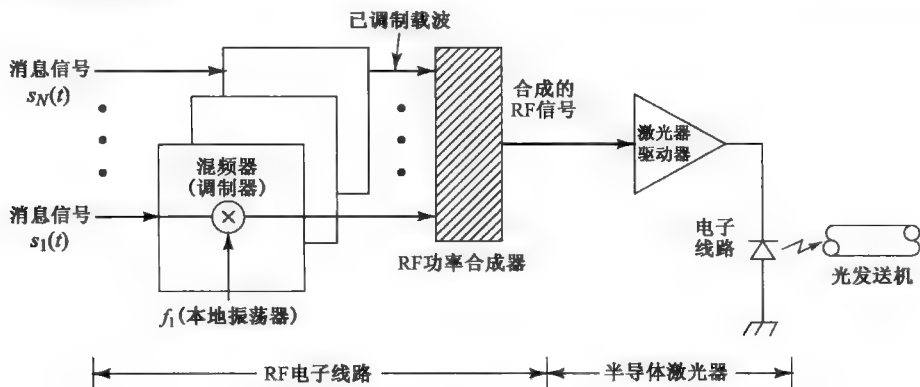 已调制载波
消息信号
s_N(t)
合成的
RF信号
激光器
驱动器
混频器
(调制器)
消息信号
s_1(t)
RF功率合成器
电子
线路
光发送机
f_1(本地振荡器)
RF电子线路
半导体激光器